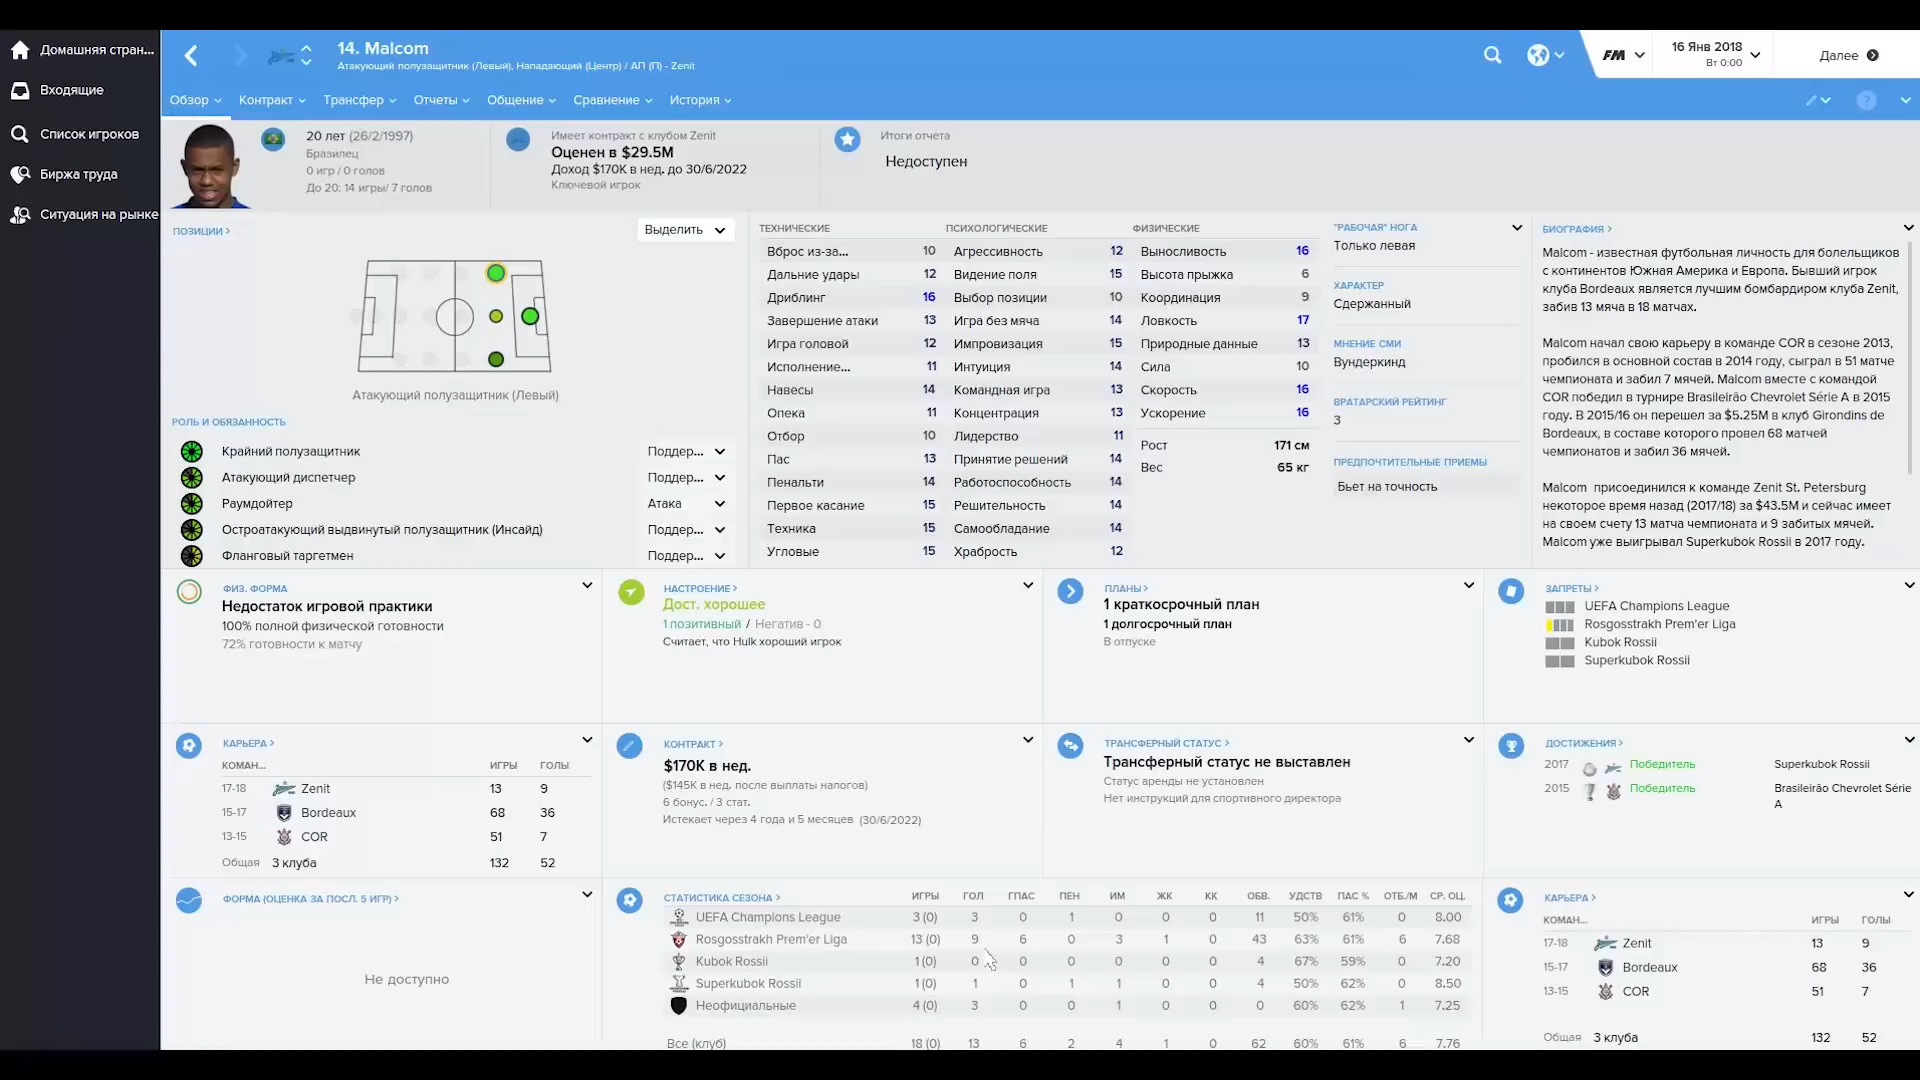 Домашняя стран...
Входящие
Список игроков
Биржа труда
Ситуация на рынке
14. Malcom
Атакующий полузащитник (Левый), Нападающий (Центр) / АП (П) - Zenit
FM
16 Янв 2018
Вт 0:00
Далее
Обзор
Контракт
Трансфер
Отчеты
Общение
Сравнение
История
20 лет (26/2/1997)
Бразилец
0 игр / 0 голов
До 20: 14 игры/ 7 голов
Имеет контракт с клубом Zenit
Оценен в $29.5M
Доход $170K в нед. до 30/6/2022
Ключевой игрок
Итоги отчета
Недоступен
ПОЗИЦИИ >
Выделить
Атакующий полузащитник (Левый)
РОЛЬ И ОБЯЗАННОСТЬ
Крайний полузащитник Поддер...
Атакующий диспетчер Поддер...
Раумдойтер Атака
Остроатакующий выдвинутый полузащитник (Инсайд) Поддер...
Фланговый таргетмен Поддер...
ТЕХНИЧЕСКИЕ
Вброс из-за... 10
Дальние удары 12
Дриблинг 16
Завершение атаки 13
Игра головой 12
Исполнение... 11
Навесы 14
Опека 11
Отбор 10
Пас 13
Пенальти 14
Первое касание 15
Техника 15
Угловые 15
ПСИХОЛОГИЧЕСКИЕ
Агрессивность 12
Видение поля 15
Выбор позиции 10
Игра без мяча 14
Импровизация 15
Интуиция 14
Командная игра 13
Концентрация 13
Лидерство 11
Принятие решений 14
Работоспособность 14
Решительность 14
Самообладание 14
Храбрость 12
ФИЗИЧЕСКИЕ
Выносливость 16
Высота прыжка 6
Координация 9
Ловкость 17
Природные данные 13
Сила 10
Скорость 16
Ускорение 16
Рост 171 см
Вес 65 кг
"РАБОЧАЯ" НОГА
Только левая
ХАРАКТЕР
Сдержанный
МНЕНИЕ СМИ
Вундеркинд
ВРАТАРСКИЙ РЕЙТИНГ
3
ПРЕДПОЧТИТЕЛЬНЫЕ ПРИЕМЫ
Бьет на точность
БИОГРАФИЯ >
Malcom - известная футбольная личность для болельщиков
с континентов Южная Америка и Европа. Бывший игрок
клуба Bordeaux является лучшим бомбардиром клуба Zenit,
забив 13 мяча в 18 матчах.
Malcom начал свою карьеру в команде COR в сезоне 2013,
пробился в основной состав в 2014 году, сыграл в 51 матче
чемпионата и забил 7 мячей. Malcom вместе с командой
COR победил в турнире Brasileirão Chevrolet Série A в 2015
году. В 2015/16 он перешел за $5.25M в клуб Girondins de
Bordeaux, в составе которого провел 68 матчей
чемпионатов и забил 36 мячей.
Malcom присоединился к команде Zenit St. Petersburg
некоторое время назад (2017/18) за $43.5M и сейчас имеет
на своем счету 13 матча чемпионата и 9 забитых мячей.
Malcom уже выигрывал Superkubok Rossii в 2017 году.
ФИЗ. ФОРМА
Недостаток игровой практики
100% полной физической готовности
72% готовности к матчу
НАСТРОЕНИЕ >
Дост. хорошее
1 позитивный / Негатив - 0
Считает, что Hulk хороший игрок
ПЛАНЫ >
1 краткосрочный план
1 долгосрочный план
В отпуске
ЗАПРЕТЫ >
UEFA Champions League
Rosgosstrakh Prem'er Liga
Kubok Rossii
Superkubok Rossii
КАРЬЕРА >
КОМАН... ИГРЫ ГОЛЫ
17-18 Zenit 13 9
15-17 Bordeaux 68 36
13-15 COR 51 7
Общая 3 клуба 132 52
КОНТРАКТ >
$170K в нед.
($145K в нед. после выплаты налогов)
6 бонус. / 3 стат.
Истекает через 4 года и 5 месяцев (30/6/2022)
ТРАНСФЕРНЫЙ СТАТУС >
Трансферный статус не выставлен
Статус аренды не установлен
Нет инструкций для спортивного директора
ДОСТИЖЕНИЯ >
2017 Победитель Superkubok Rossii
2015 Победитель Brasileirão Chevrolet Série
A
ФОРМА (ОЦЕНКА ЗА ПОСЛ. 5 ИГР) >
Не доступно
СТАТИСТИКА СЕЗОНА > ИГРЫ ГОЛ ГПАС ПЕН ИМ ЖК КК ОБВ. УДСТВ ПАС % ОТБ./М СР. ОЦ.
UEFA Champions League 3 (0) 3 0 1 0 0 0 11 50% 61% 0 8.00
Rosgosstrakh Prem'er Liga 13 (0) 9 6 0 3 1 0 43 63% 61% 6 7.68
Kubok Rossii 1 (0) 0 0 0 0 0 0 4 67% 59% 0 7.20
Superkubok Rossii 1 (0) 1 0 1 1 0 0 4 50% 62% 0 8.50
Неофициальные 4 (0) 3 0 0 1 0 0 0 60% 62% 1 7.25
Все (клуб) 18 (0) 13 6 2 4 1 0 62 60% 61% 6 7.76
КАРЬЕРА >
КОМАН... ИГРЫ ГОЛЫ
17-18 Zenit 13 9
15-17 Bordeaux 68 36
13-15 COR 51 7
Общая 3 клуба 132 52